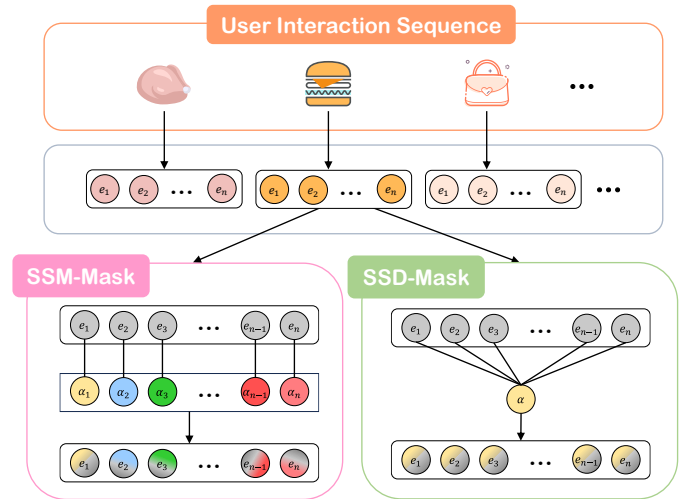 User Interaction Sequence
...
e₁ e₂ ... eₙ e₁ e₂ ... eₙ e₁ e₂ ... eₙ ...
SSM-Mask
e₁ e₂ e₃ ... eₙ₋₁ eₙ
α₁ α₂ α₃ ... αₙ₋₁ αₙ
e₁ e₂ e₃ ... eₙ₋₁ eₙ
SSD-Mask
e₁ e₂ e₃ ... eₙ₋₁ eₙ
α
e₁ e₂ e₃ ... eₙ₋₁ eₙ